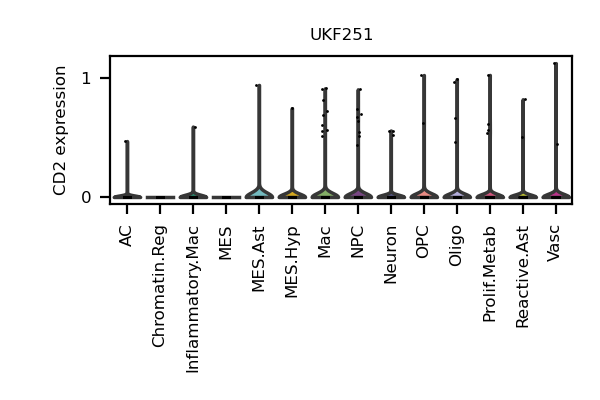 UKF251
CD2 expression
1
0
AC
Chromatin.Reg
Inflammatory.Mac
MES
MES.Ast
MES.Hyp
Mac
NPC
Neuron
OPC
Oligo
Prolif.Metab
Reactive.Ast
Vasc